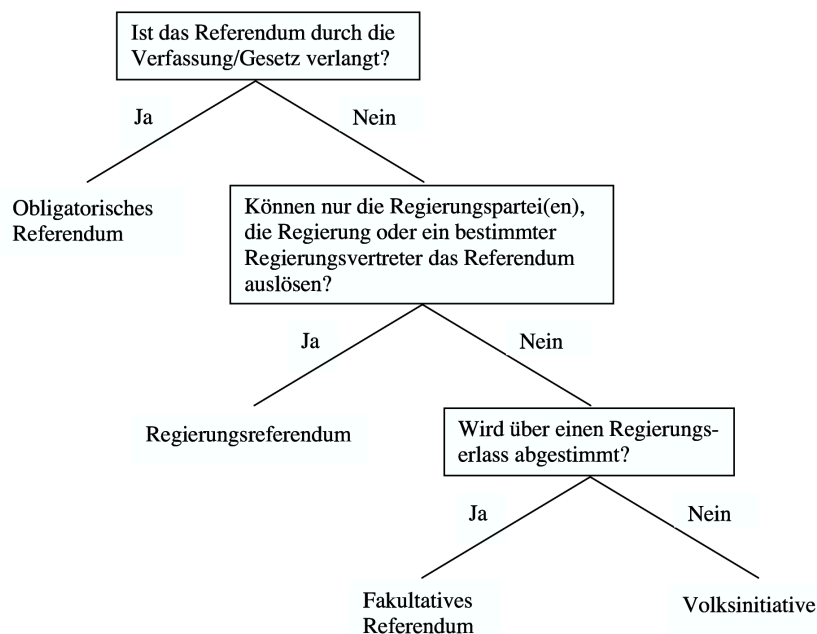 Ist das Referendum durch die
Verfassung/Gesetz verlangt?
Ja
Nein
Obligatorisches
Referendum
Können nur die Regierungspartei(en),
die Regierung oder ein bestimmter
Regierungsvertreter das Referendum
auslösen?
Ja
Nein
Regierungsreferendum
Wird über einen Regierungs-
erlass abgestimmt?
Ja
Nein
Fakultatives
Referendum
Volksinitiative